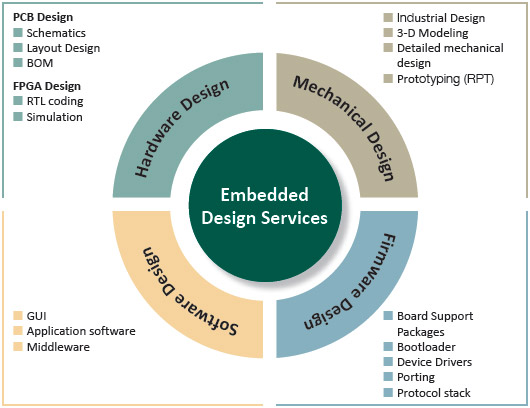 PCB Design
Schematics
Layout Design
BOM
FPGA Design
RTL coding
Simulation
Hardware Design
Industrial Design
3-D Modeling
Detailed mechanical
design
Prototyping (RPT)
Mechanical Design
Embedded
Design Services
Software Design
GUI
Application software
Middleware
Firmware Design
Board Support
Packages
Bootloader
Device Drivers
Porting
Protocol stack